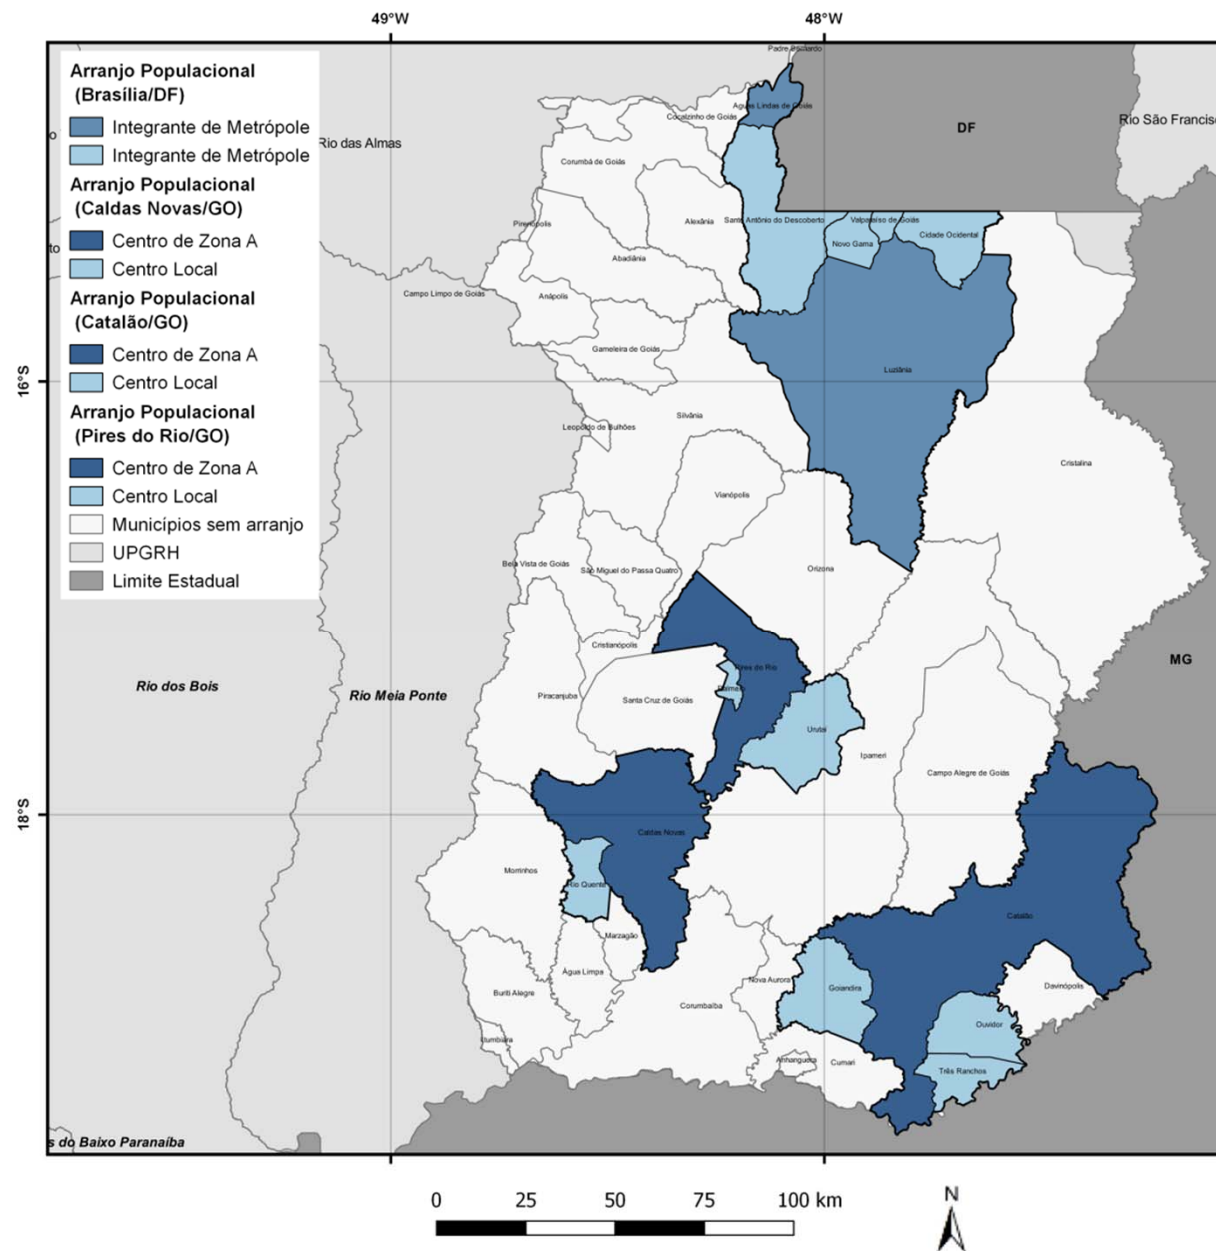 49°W
48°W
Padre Bernardo
Arranjo Populacional
(Brasília/DF)
Integrante de Metrópole
Integrante de Metrópole
Arranjo Populacional
(Caldas Novas/GO)
Centro de Zona A
Centro Local
Arranjo Populacional
(Catalão/GO)
Centro de Zona A
Centro Local
Arranjo Populacional
(Pires do Rio/GO)
Centro de Zona A
Centro Local
Municípios sem arranjo
UPGRH
Limite Estadual
Águas Lindas de Goiás
Cocalzinho de Goiás
DF
Rio São Francisc
o
Rio das Almas
Corumbá de Goiás
Pirenópolis
Alexânia
Santo Antônio do Descoberto
Valparaíso de Goiás
Cidade Ocidental
Novo Gama
to
Abadiânia
Campo Limpo de Goiás
Anápolis
Gameleira de Goiás
Luziânia
16°S
Silvânia
Leopoldo de Bulhões
Cristalina
Vianópolis
Bela Vista de Goiás
São Miguel do Passa Quatro
Orizona
Cristianópolis
MG
Pires do Rio
Palmelo
Rio dos Bois
Rio Meia Ponte
Piracanjuba
Santa Cruz de Goiás
Urutaí
Ipameri
Campo Alegre de Goiás
18°S
Caldas Novas
Morrinhos
Rio Quente
Catalão
Marzagão
Água Limpa
Nova Aurora
Goiandira
Davinópolis
Buriti Alegre
Corumbaíba
Ouvidor
Itumbiara
Anhanguera
Cumari
Três Ranchos
s do Baixo Paranaíba
0 25 50 75 100 km
N